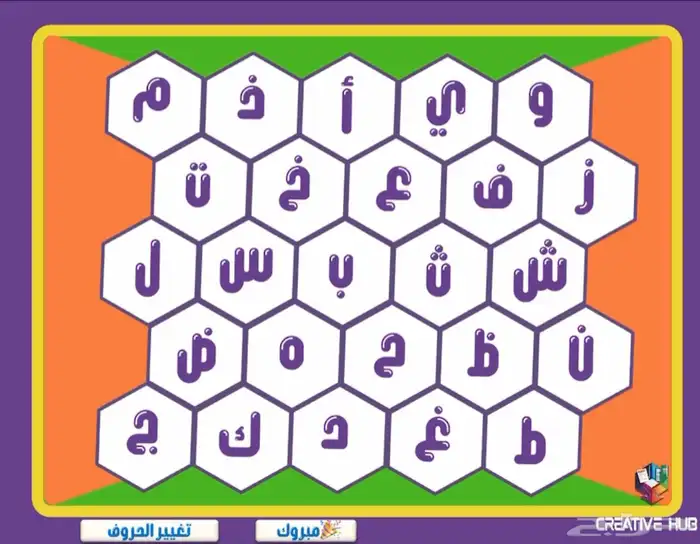 و ي أ ذ م
ز ف ع خ ت
ش ث ب س ل
ن ظ ح ه ض
ط غ د ك ج
CREATIVE HUB
مبروك
تغيير الحروف